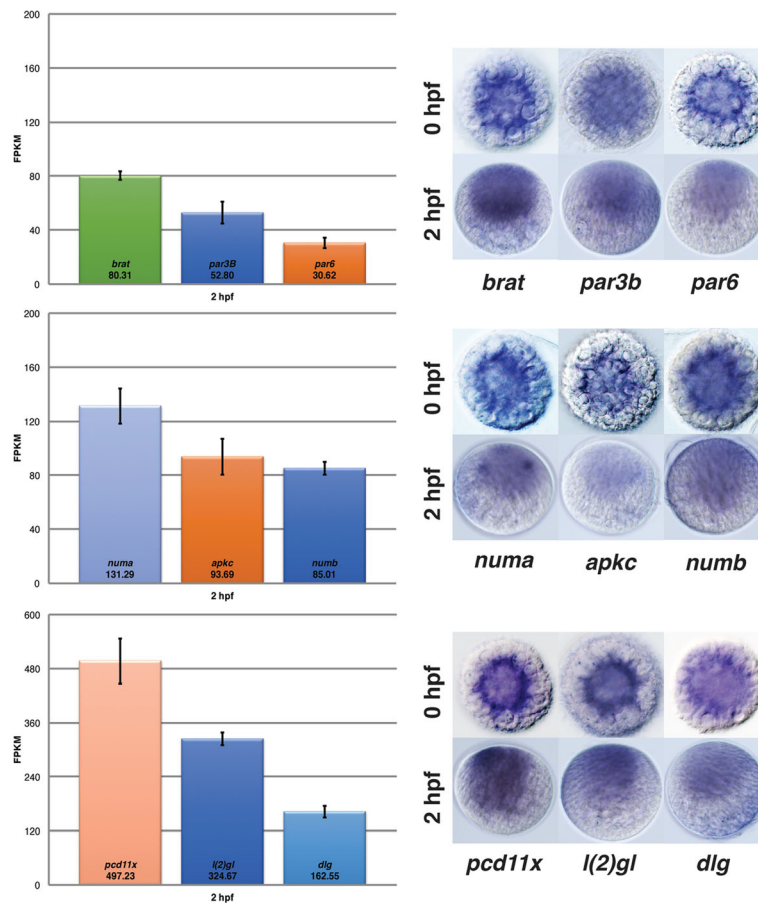 200
160
120
80
40
0
FPKM
brat
80.31
par3B
52.80
par6
30.62
2 hpf
0 hpf
2 hpf
brat par3b par6
200
160
120
80
40
0
FPKM
numa
131.29
apkc
93.69
numb
85.01
2 hpf
0 hpf
2 hpf
numa apkc numb
600
480
360
240
120
0
FPKM
pcd11x
497.23
l(2)gl
324.67
dlg
162.55
2 hpf
0 hpf
2 hpf
pcd11x l(2)gl dlg